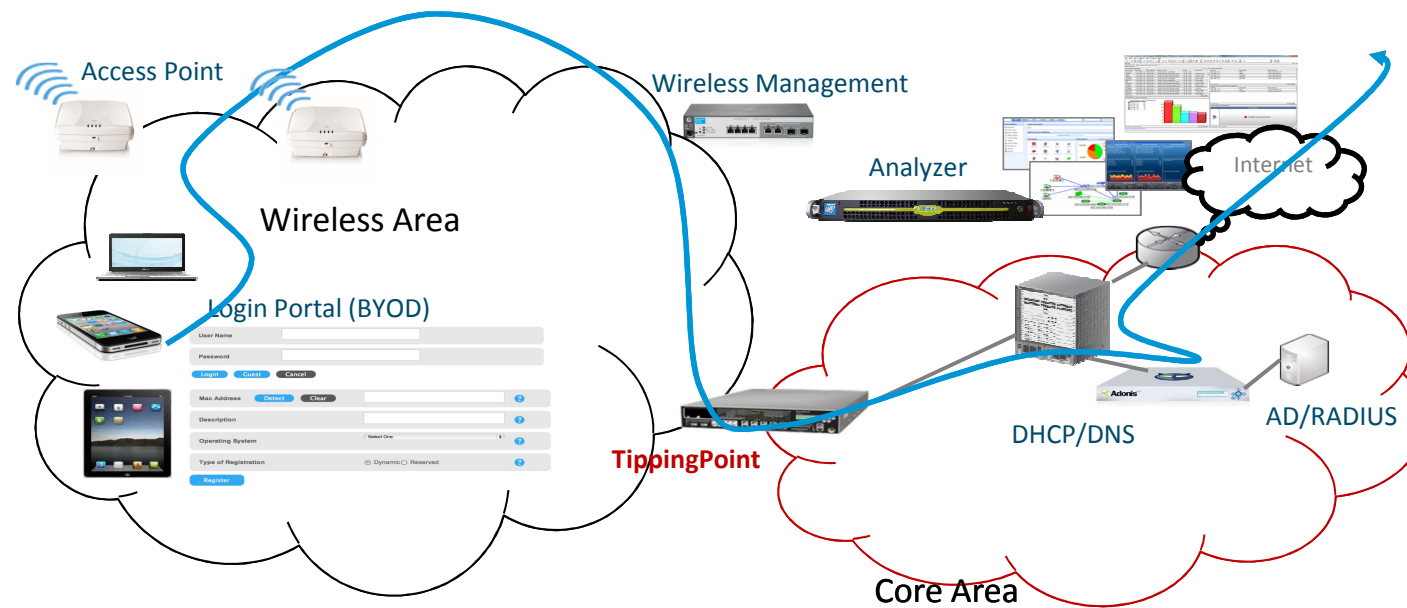 Access Point
Wireless Management
Analyzer
Internet
Wireless Area
Login Portal (BYOD)
User Name
Password
Login Guest Cancel
Mac Address Detect Clear ?
Description ?
Operating System Select One ?
Type of Registration Dynamic Reserved ?
Register
TippingPoint
Adonis
DHCP/DNS
AD/RADIUS
Core Area